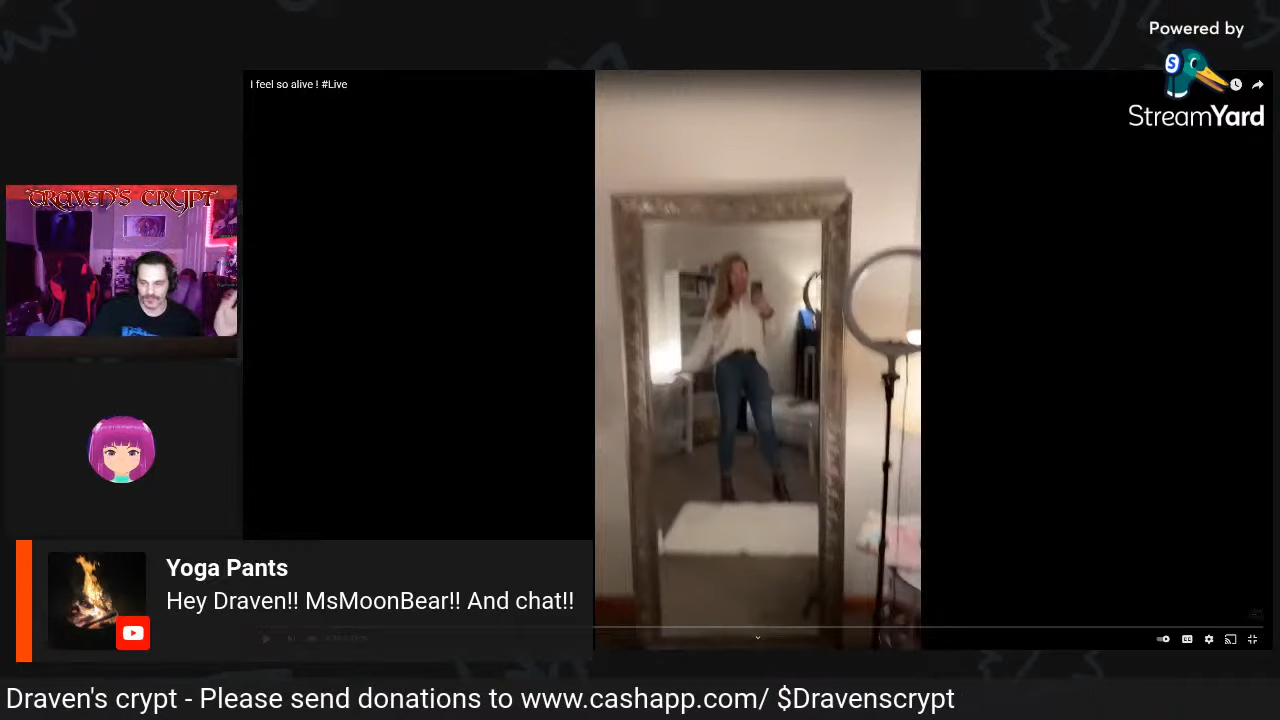 Powered by
S
StreamYard
I feel so alive ! #Live
DRAVEN'S CRYPT
Yoga Pants
Hey Draven!! MsMoonBear!! And chat!!
CC
Draven's crypt - Please send donations to www.cashapp.com/ $Dravenscrypt